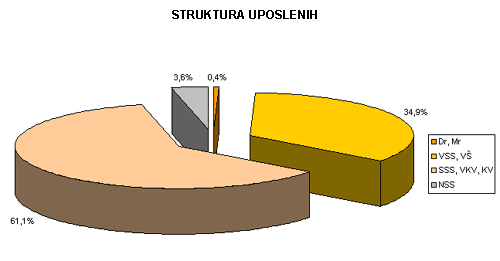 STRUKTURA UPOSLENIH
3,6%
0,4%
34,9%
61,1%
Dr, Mr
VSS, VŠ
SSS, VKV, KV
NSS